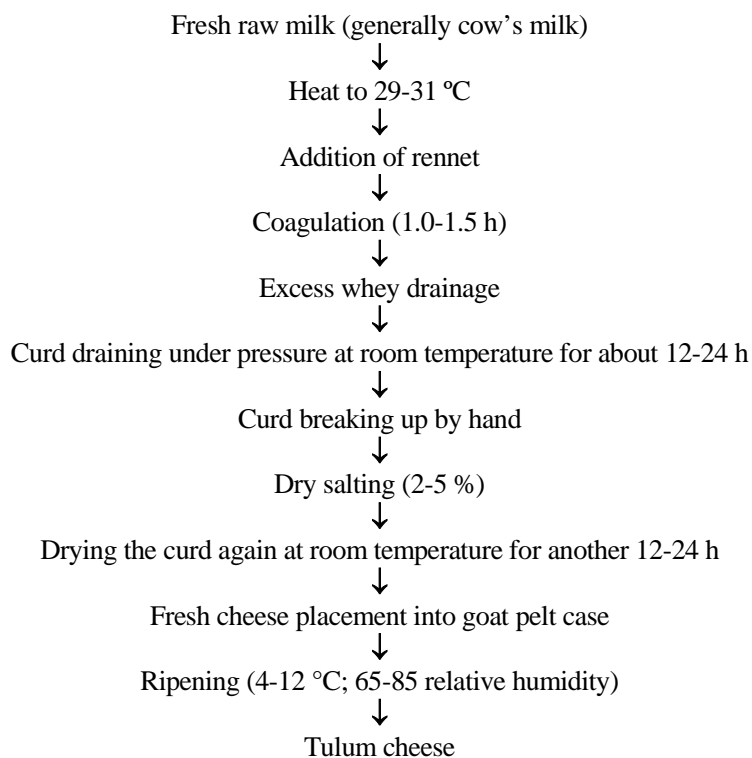 Fresh raw milk (generally cow’s milk)
Heat to 29-31 ºC
Addition of rennet
Coagulation (1.0-1.5 h)
Excess whey drainage
Curd draining under pressure at room temperature for about 12-24 h
Curd breaking up by hand
Dry salting (2-5 %)
Drying the curd again at room temperature for another 12-24 h
Fresh cheese placement into goat pelt case
Ripening (4-12 °C; 65-85 relative humidity)
Tulum cheese